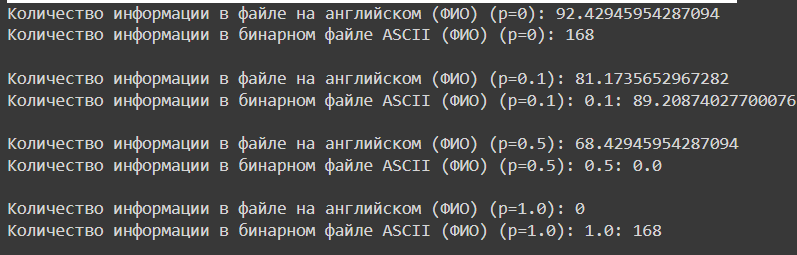 Количество информации в файле на английском (ФИО) (p=0): 92.42945954287094
Количество информации в бинарном файле ASCII (ФИО) (p=0): 168
Количество информации в файле на английском (ФИО) (p=0.1): 81.1735652967282
Количество информации в бинарном файле ASCII (ФИО) (p=0.1): 0.1: 89.20874027700076
Количество информации в файле на английском (ФИО) (p=0.5): 68.42945954287094
Количество информации в бинарном файле ASCII (ФИО) (p=0.5): 0.5: 0.0
Количество информации в файле на английском (ФИО) (p=1.0): 0
Количество информации в бинарном файле ASCII (ФИО) (p=1.0): 1.0: 168